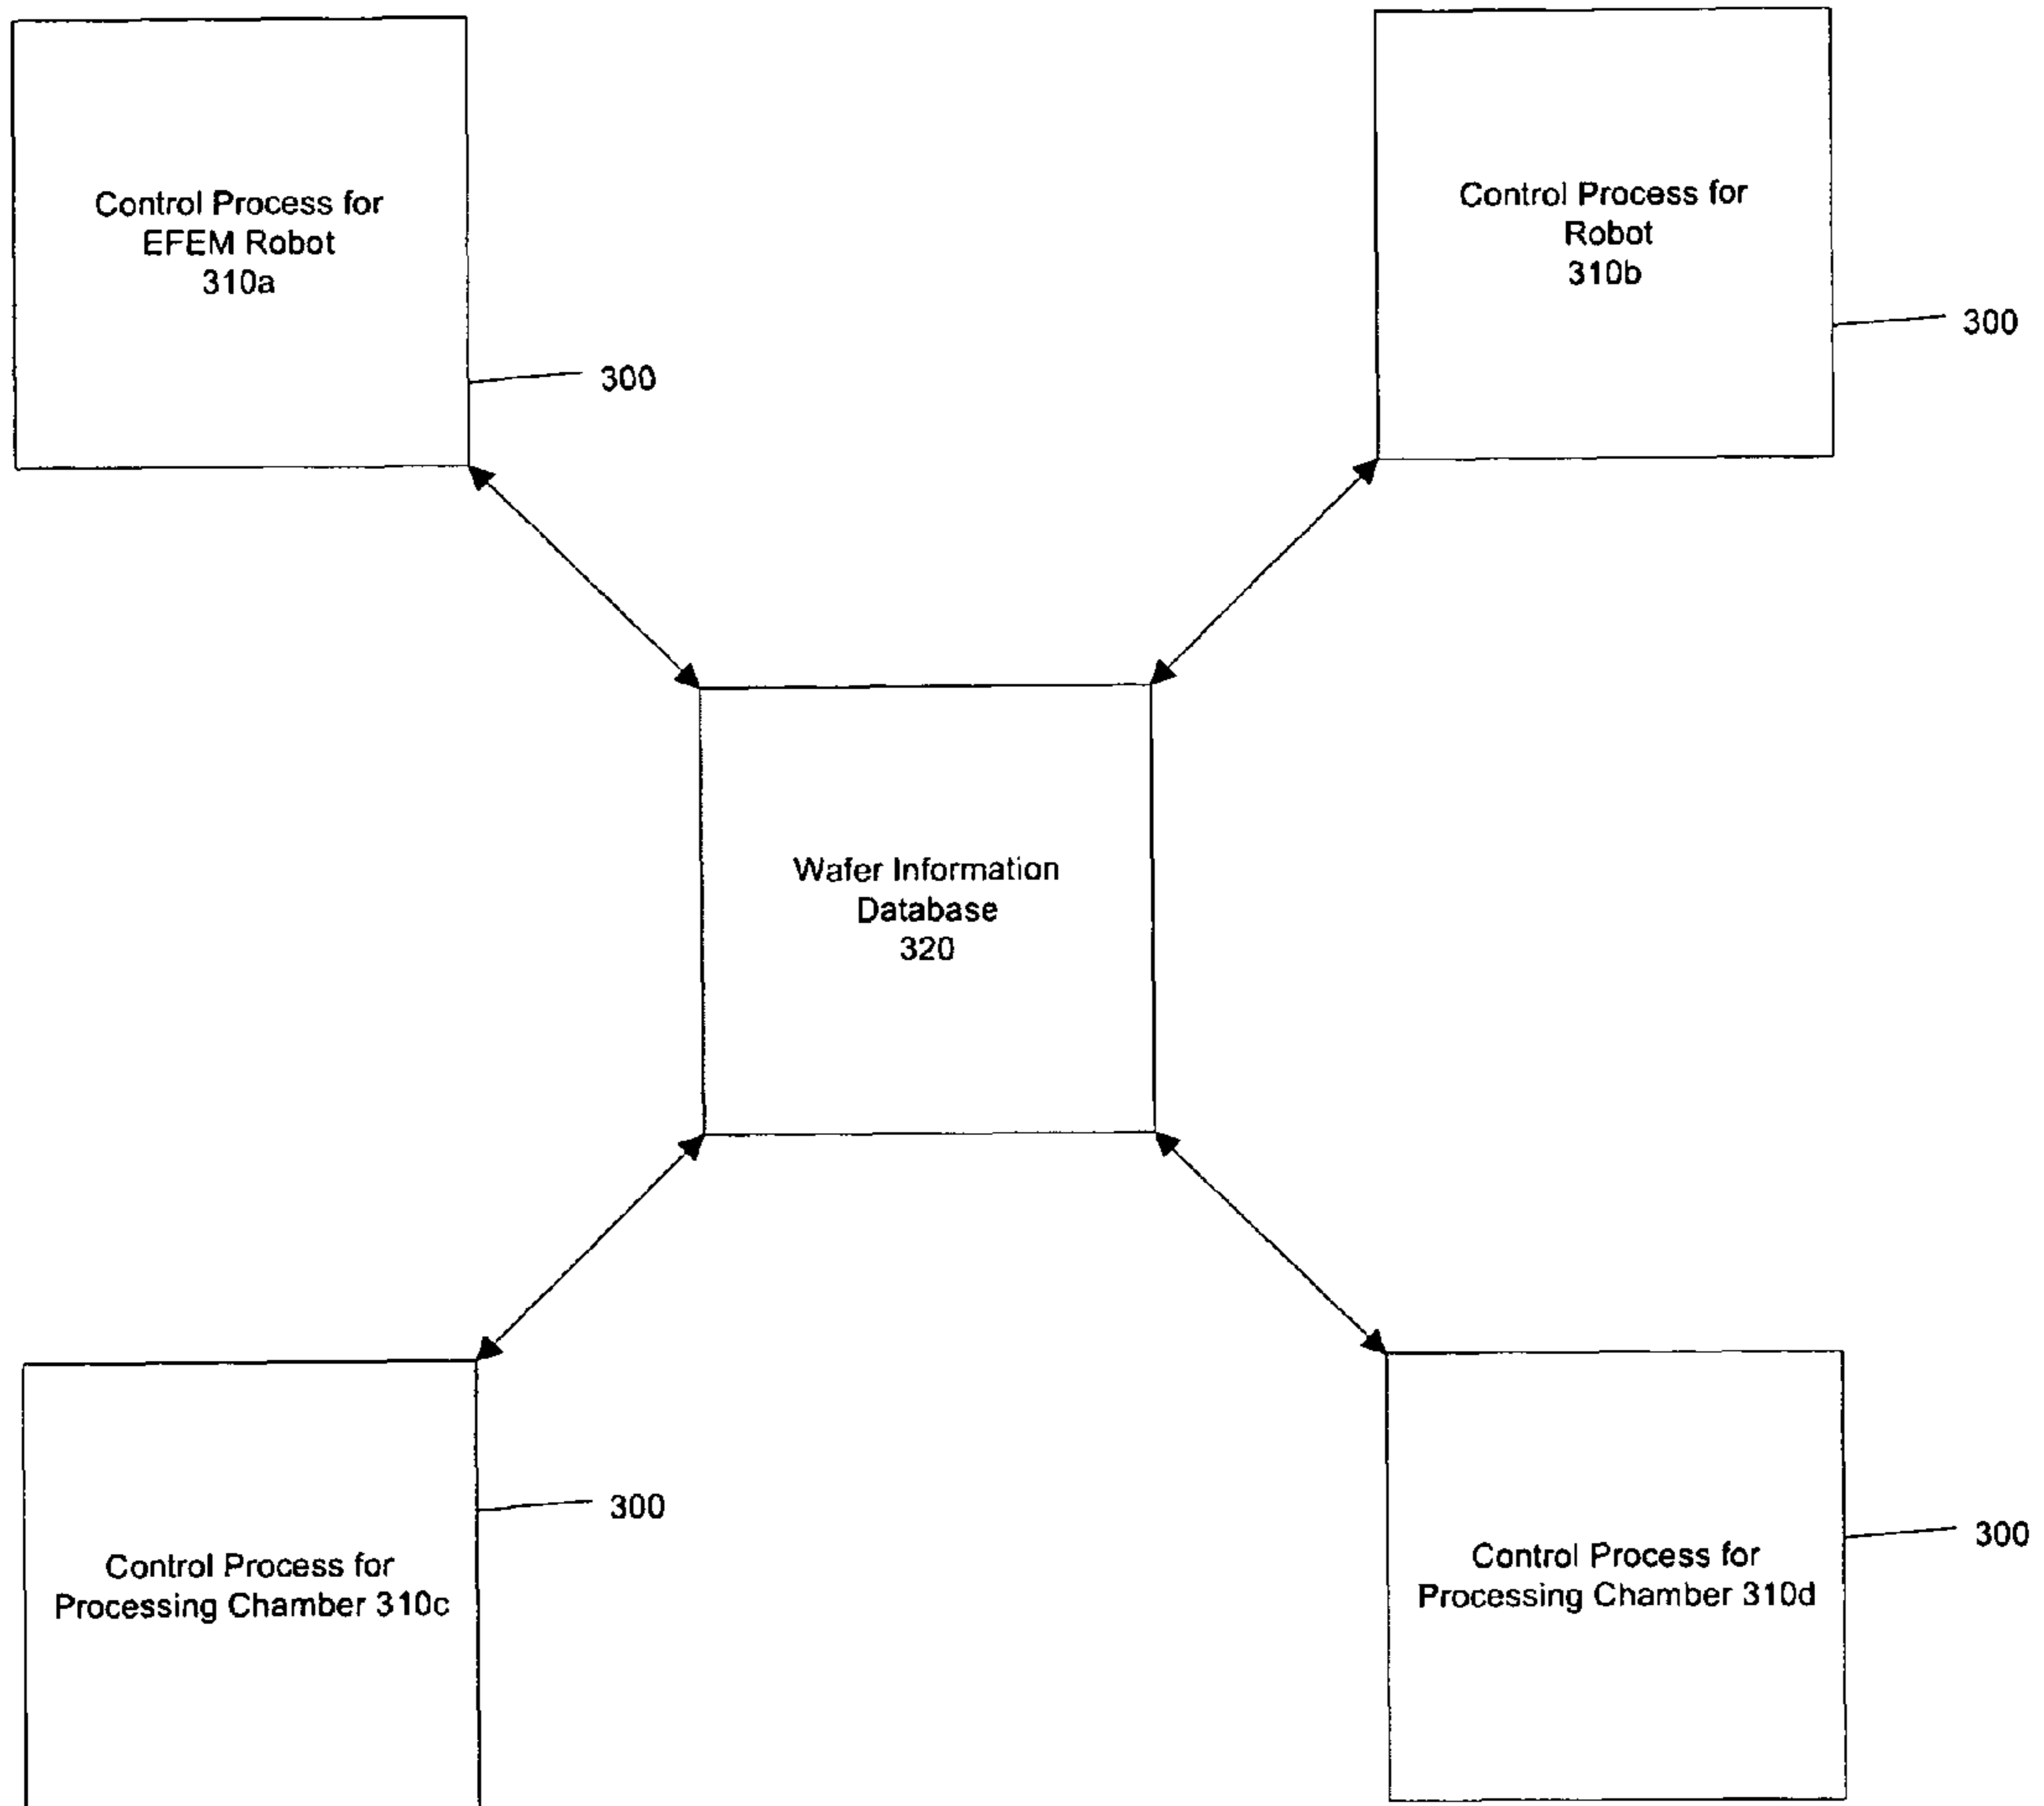 Control Process for
EFEM Robot
310a
300
Control Process for
Robot
310b
300
Wafer Information
Database
320
Control Process for
Processing Chamber 310c
300
Control Process for
Processing Chamber 310d
300